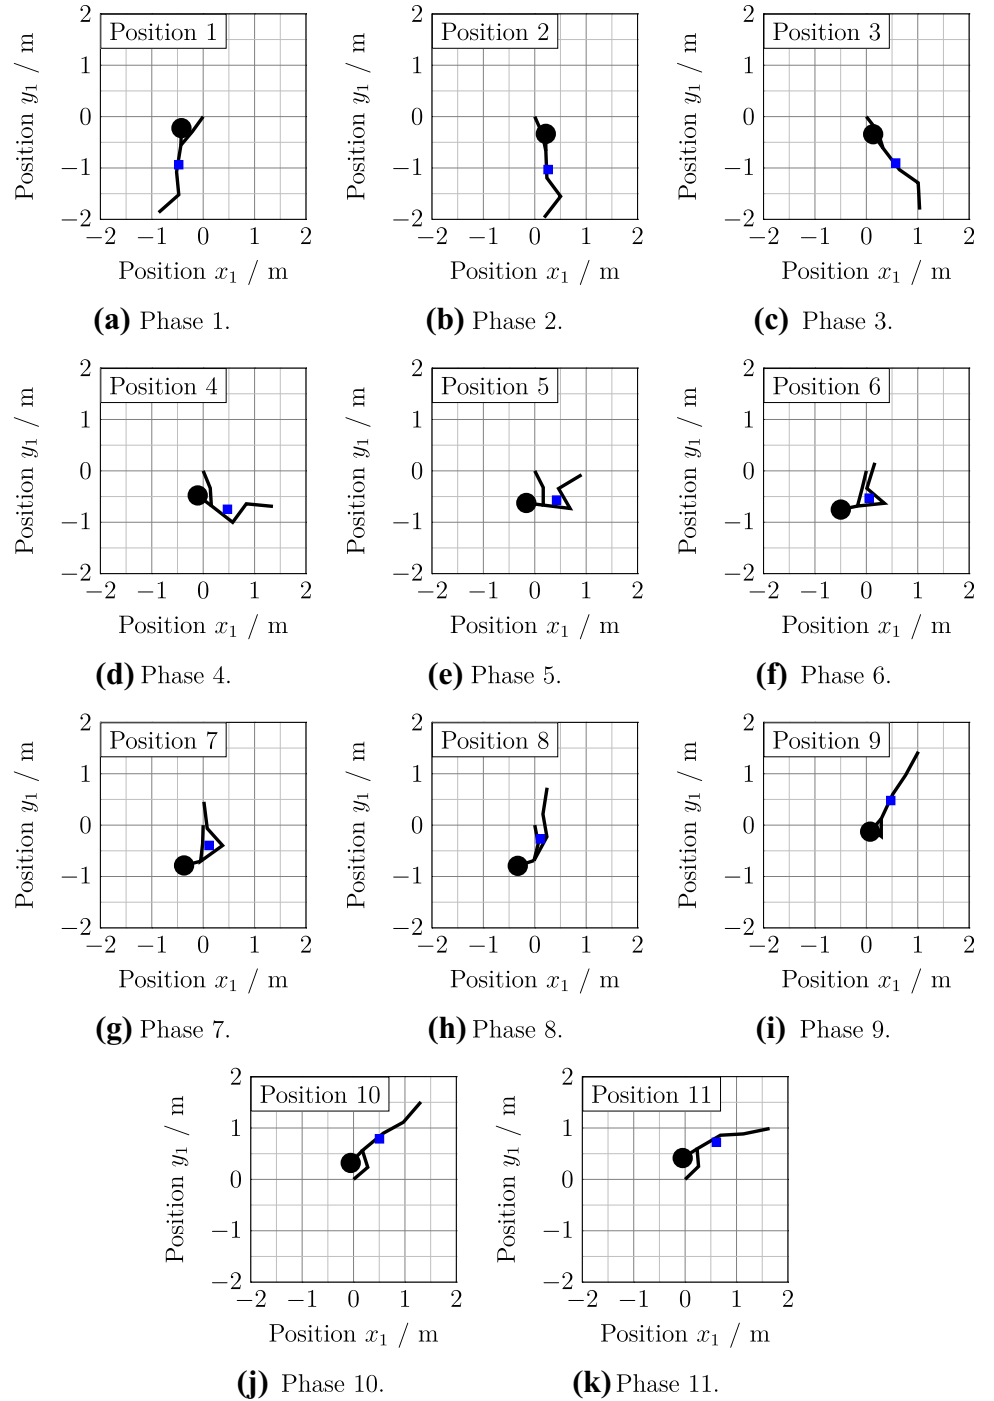 2
Position 1
1
0
−1
−2
−2 −1 0 1 2
Position y₁ / m
Position x₁ / m
(a) Phase 1.
2
Position 2
1
0
−1
−2
−2 −1 0 1 2
Position y₁ / m
Position x₁ / m
(b) Phase 2.
2
Position 3
1
0
−1
−2
−2 −1 0 1 2
Position y₁ / m
Position x₁ / m
(c) Phase 3.
2
Position 4
1
0
−1
−2
−2 −1 0 1 2
Position y₁ / m
Position x₁ / m
(d) Phase 4.
2
Position 5
1
0
−1
−2
−2 −1 0 1 2
Position y₁ / m
Position x₁ / m
(e) Phase 5.
2
Position 6
1
0
−1
−2
−2 −1 0 1 2
Position y₁ / m
Position x₁ / m
(f) Phase 6.
2
Position 7
1
0
−1
−2
−2 −1 0 1 2
Position y₁ / m
Position x₁ / m
(g) Phase 7.
2
Position 8
1
0
−1
−2
−2 −1 0 1 2
Position y₁ / m
Position x₁ / m
(h) Phase 8.
2
Position 9
1
0
−1
−2
−2 −1 0 1 2
Position y₁ / m
Position x₁ / m
(i) Phase 9.
2
Position 10
1
0
−1
−2
−2 −1 0 1 2
Position y₁ / m
Position x₁ / m
(j) Phase 10.
2
Position 11
1
0
−1
−2
−2 −1 0 1 2
Position y₁ / m
Position x₁ / m
(k) Phase 11.